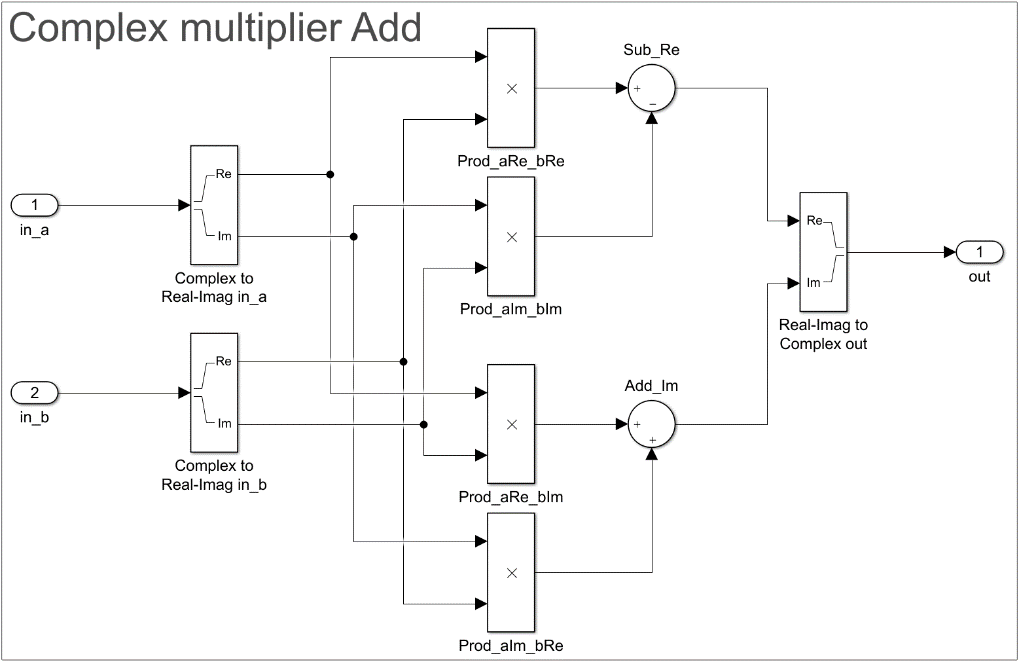 Complex multiplier Add
Sub_Re
+
−
×
Prod_aRe_bRe
Re
Im
1
in_a
Complex to
Real-Imag in_a
×
Prod_aIm_bIm
Re
Im
1
out
Real-Imag to
Complex out
Re
Im
2
in_b
Complex to
Real-Imag in_b
Add_Im
+
+
×
Prod_aRe_bIm
×
Prod_aIm_bRe